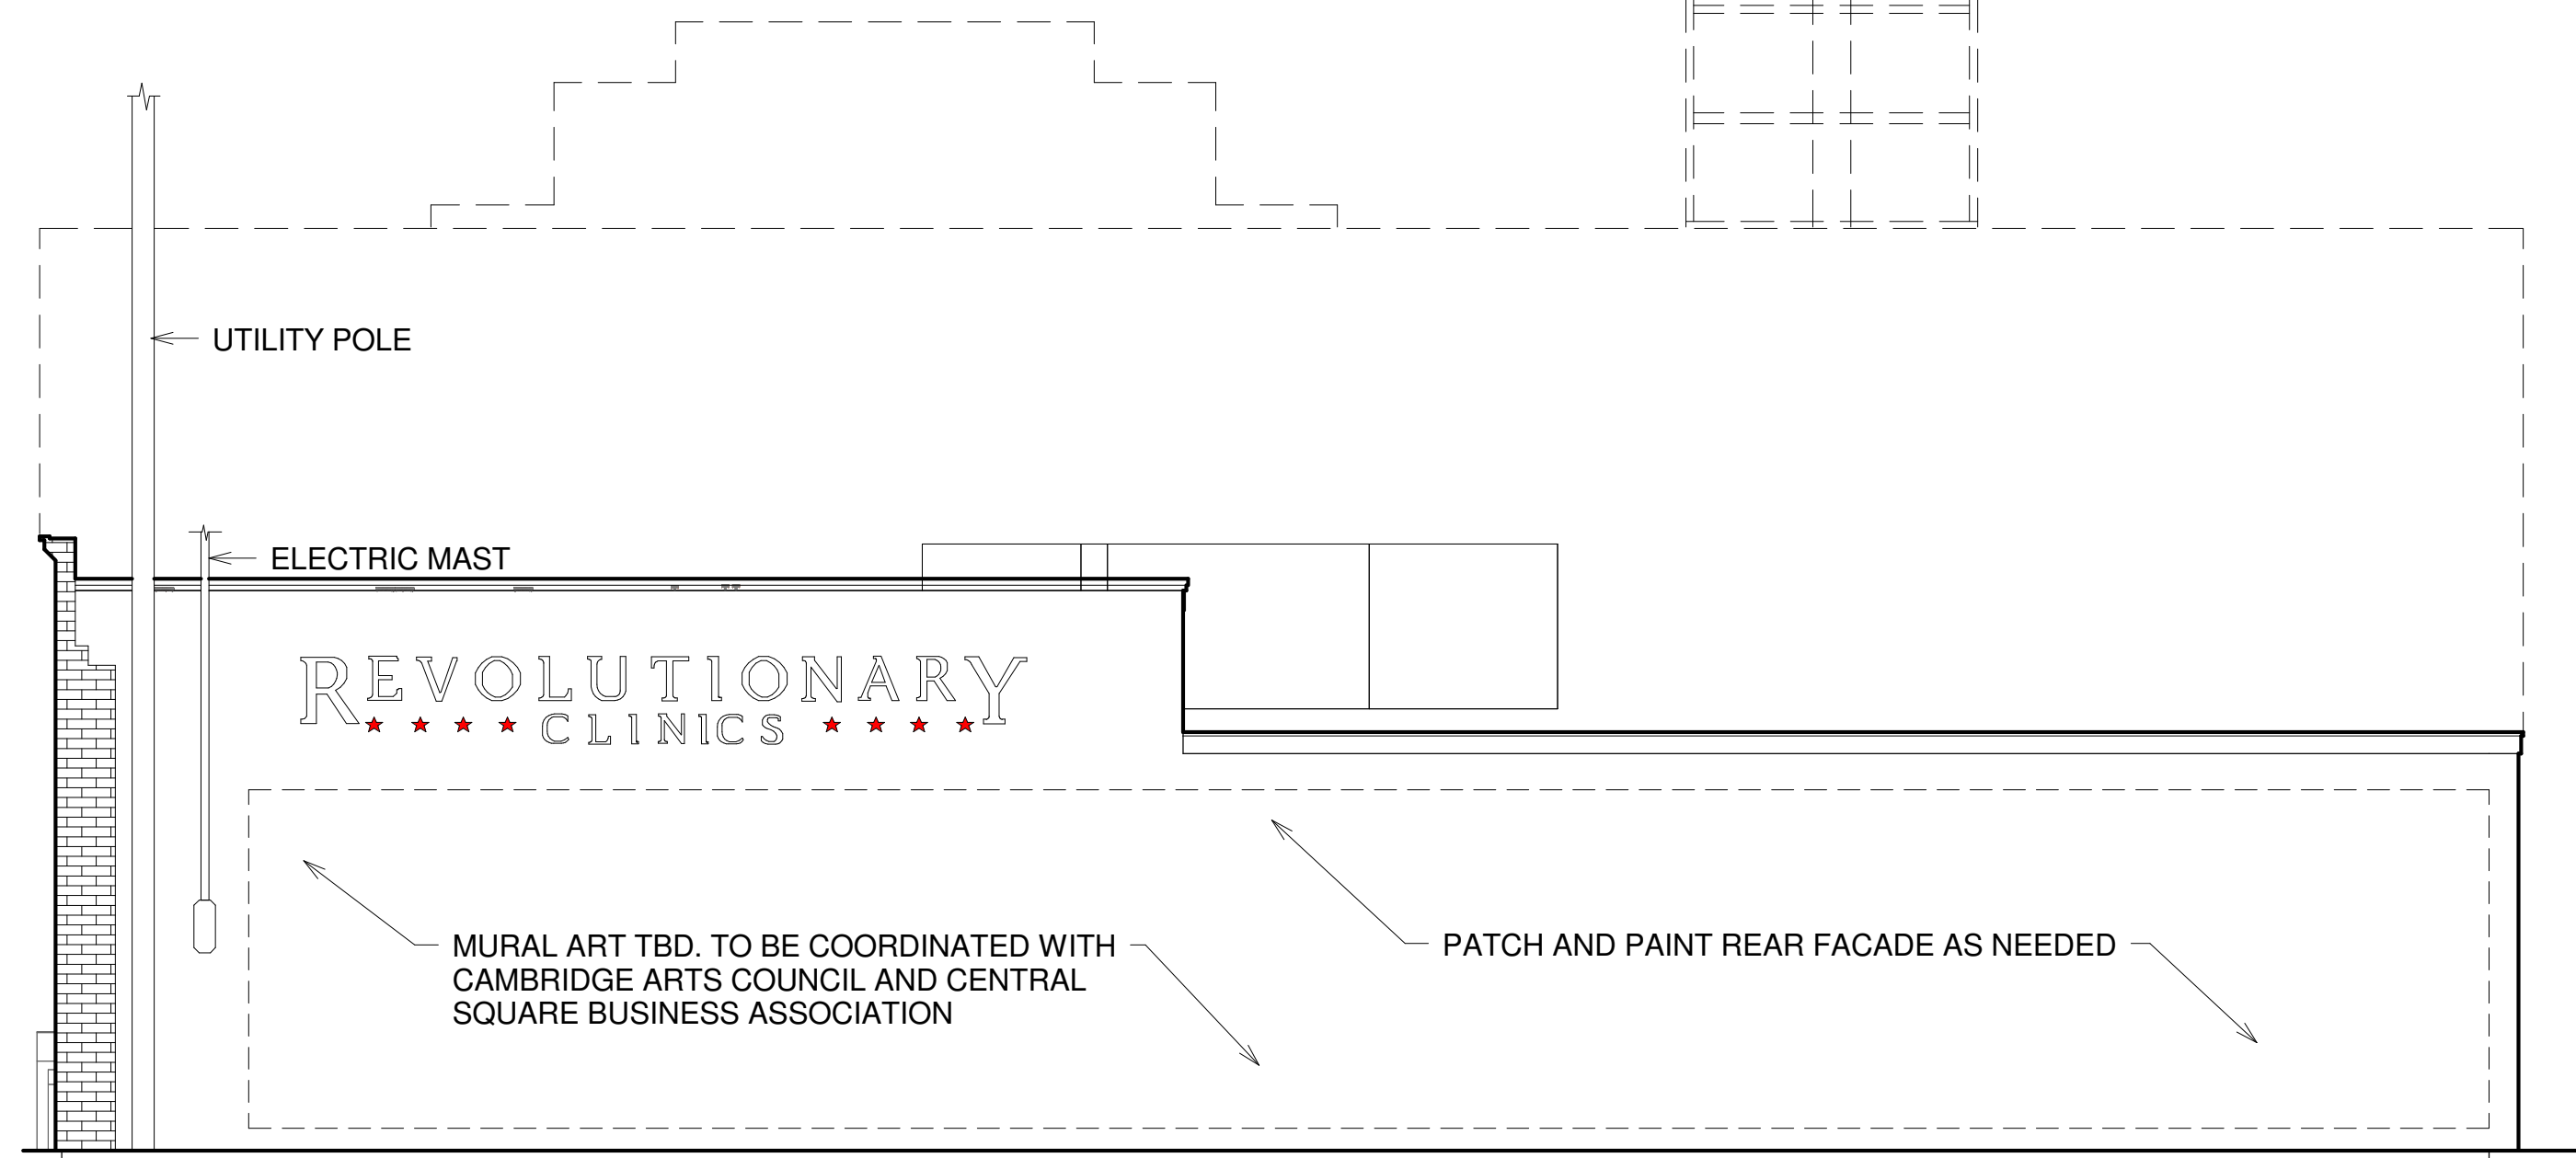 UTILITY POLE
ELECTRIC MAST
REVOLUTIONARY
CLINICS
MURAL ART TBD. TO BE COORDINATED WITH
CAMBRIDGE ARTS COUNCIL AND CENTRAL
SQUARE BUSINESS ASSOCIATION
PATCH AND PAINT REAR FACADE AS NEEDED